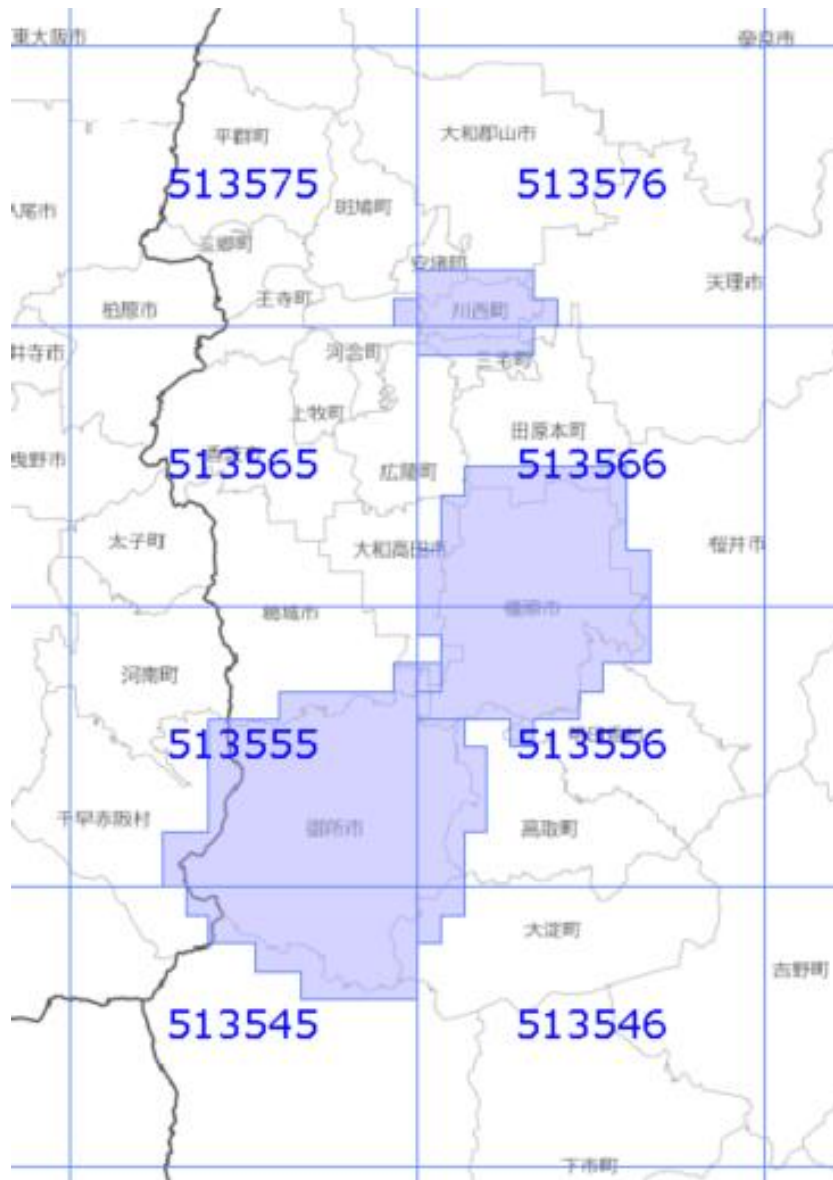 東大阪市
奈良市
平群町
大和郡山市
513575
513576
斑鳩町
八尾市
三郷町
安堵町
天理市
柏原市
王寺町
川西町
井寺市
河合町
三宅町
上牧町
田原本町
曳野市
513565
広陵町
513566
太子町
大和高田市
桜井市
葛城市
橿原市
河南町
513555
513556
千早赤阪村
御所市
高取町
大淀町
吉野町
513545
513546
下市町